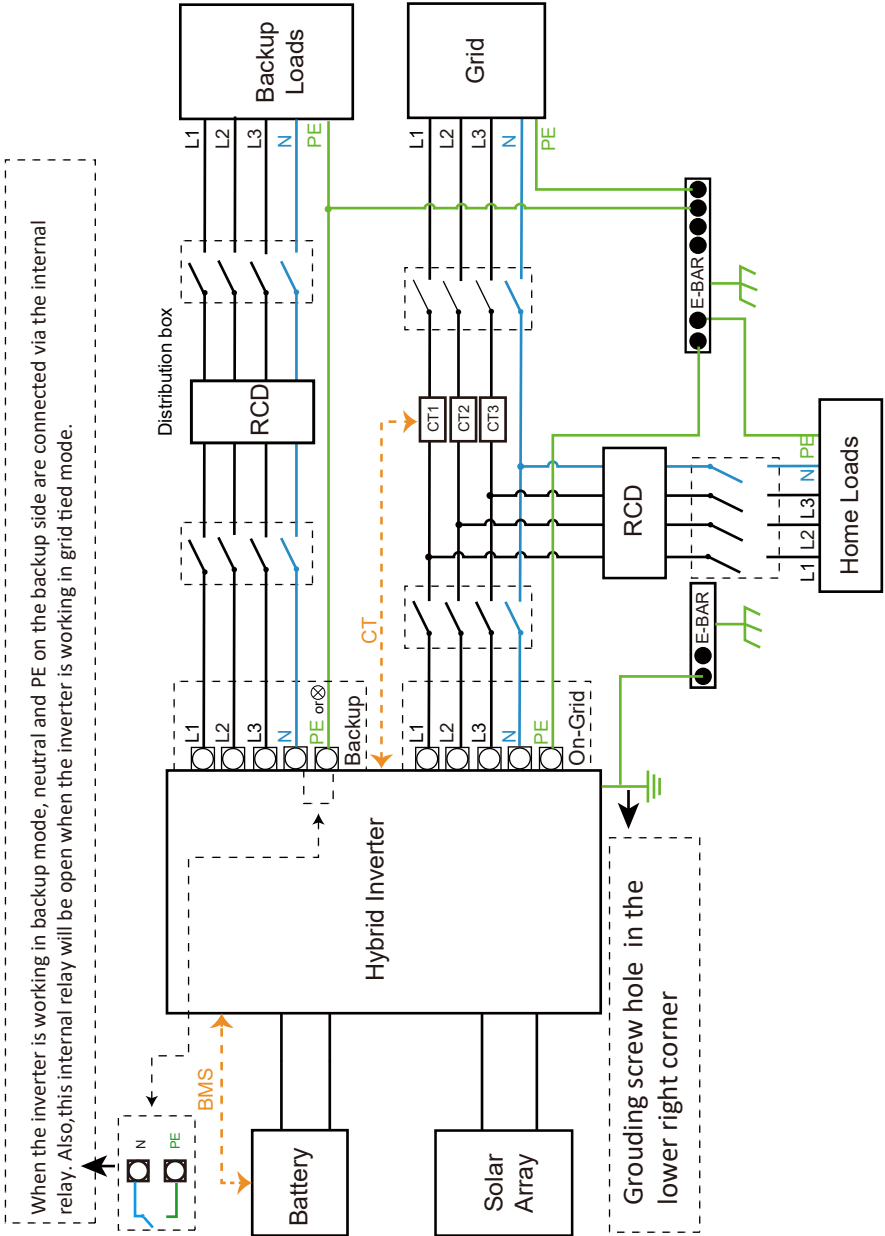 When the inverter is working in backup mode, neutral and PE on the backup side are connected via the internal
relay. Also,this internal relay will be open when the inverter is working in grid tied mode.
N
PE
BMS
Battery
Solar
Array
Hybrid Inverter
Grouding screw hole in the
lower right corner
L1
L2
L3
N
PE or
Backup
CT
L1
L2
L3
N
PE
On-Grid
Distribution box
RCD
L1
L2
L3
N
PE
Backup
Loads
CT1
CT2
CT3
L1
L2
L3
N
PE
Grid
RCD
L1
L2
L3
N
PE
Home Loads
E-BAR
E-BAR